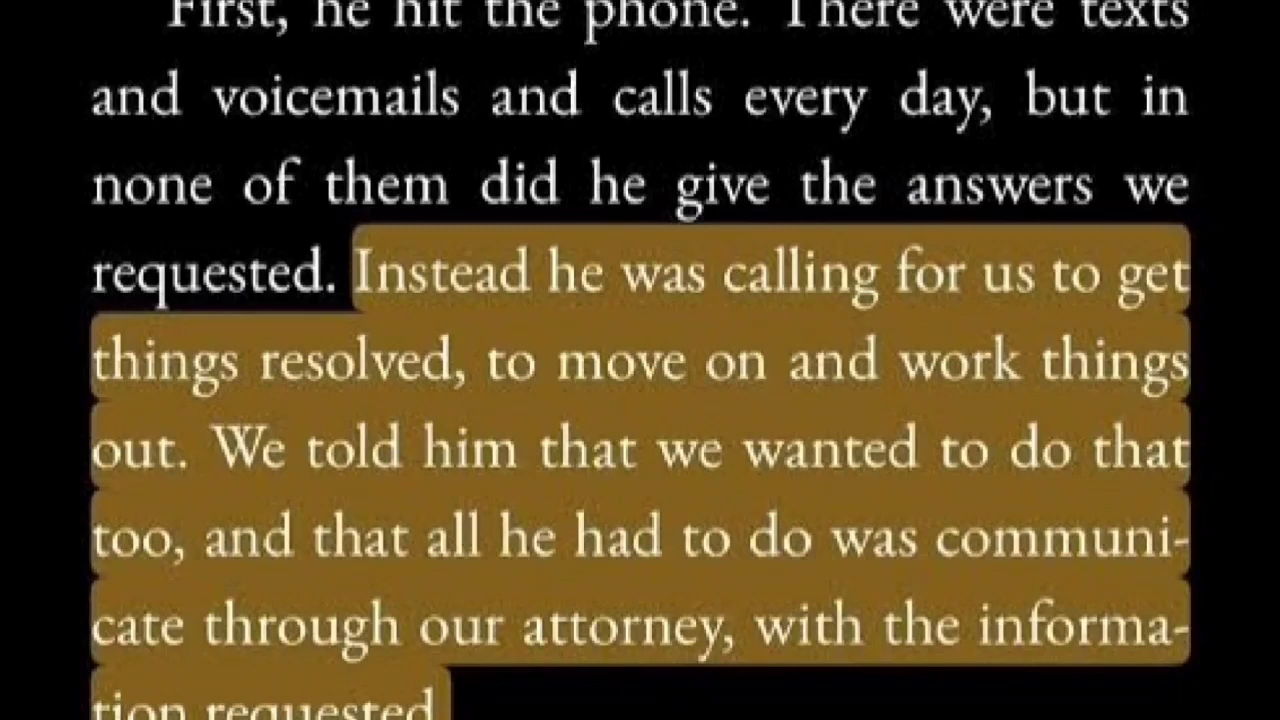 First, he hit the phone. There were texts
and voicemails and calls every day, but in
none of them did he give the answers we
requested. Instead he was calling for us to get
things resolved, to move on and work things
out. We told him that we wanted to do that
too, and that all he had to do was communi-
cate through our attorney, with the informa-
tion requested